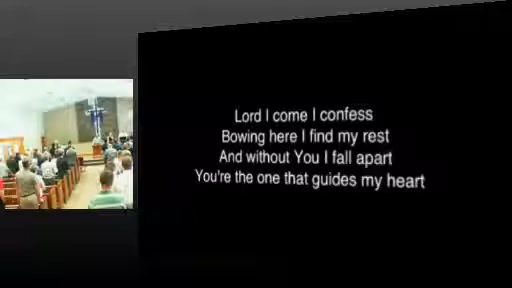 Lord I come I confess
Bowing here I find my rest
And without You I fall apart
You're the one that guides my heart